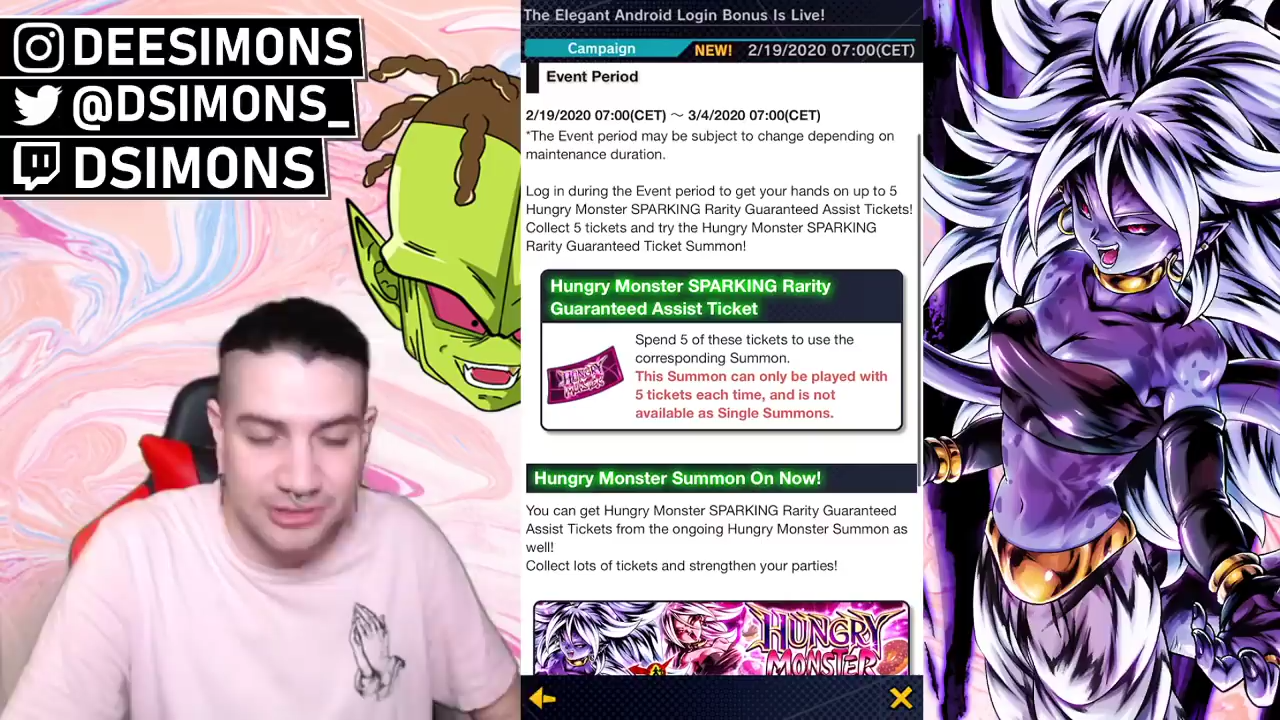 DEESIMONS
@DSIMONS_
DSIMONS
The Elegant Android Login Bonus Is Live!
Campaign NEW! 2/19/2020 07:00(CET)
Event Period
2/19/2020 07:00(CET) ～ 3/4/2020 07:00(CET)
*The Event period may be subject to change depending on
maintenance duration.
Log in during the Event period to get your hands on up to 5
Hungry Monster SPARKING Rarity Guaranteed Assist Tickets!
Collect 5 tickets and try the Hungry Monster SPARKING
Rarity Guaranteed Ticket Summon!
Hungry Monster SPARKING Rarity
Guaranteed Assist Ticket
HUNGRY
MONSTER
Spend 5 of these tickets to use the
corresponding Summon.
This Summon can only be played with
5 tickets each time, and is not
available as Single Summons.
Hungry Monster Summon On Now!
You can get Hungry Monster SPARKING Rarity Guaranteed
Assist Tickets from the ongoing Hungry Monster Summon as
well!
Collect lots of tickets and strengthen your parties!
HUNGRY
MONSTER